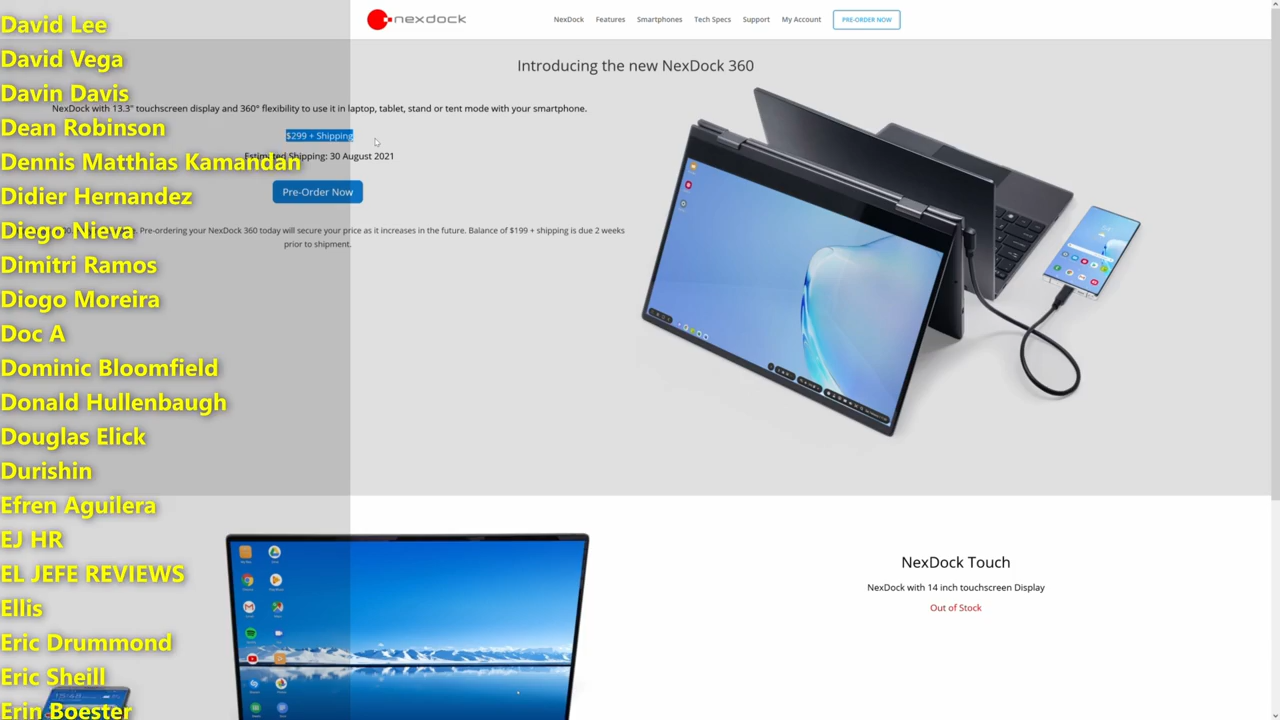 nexdock
NexDock Features Smartphones Tech Specs Support My Account PRE-ORDER NOW
Introducing the new NexDock 360
NexDock with 13.3" touchscreen display and 360° flexibility to use it in laptop, tablet, stand or tent mode with your smartphone.
$299 + Shipping
Estimated Shipping: 30 August 2021
Pre-Order Now
Pre-ordering your NexDock 360 today will secure your price as it increases in the future. Balance of $199 + shipping is due 2 weeks
prior to shipment.
NexDock Touch
NexDock with 14 inch touchscreen Display
Out of Stock
15:48
David Lee
David Vega
Davin Davis
Dean Robinson
Dennis Matthias Kamandan
Didier Hernandez
Diego Nieva
Dimitri Ramos
Diogo Moreira
Doc A
Dominic Bloomfield
Donald Hullenbaugh
Douglas Elick
Durishin
Efren Aguilera
EJ HR
EL JEFE REVIEWS
Ellis
Eric Drummond
Eric Sheill
Erin Boester